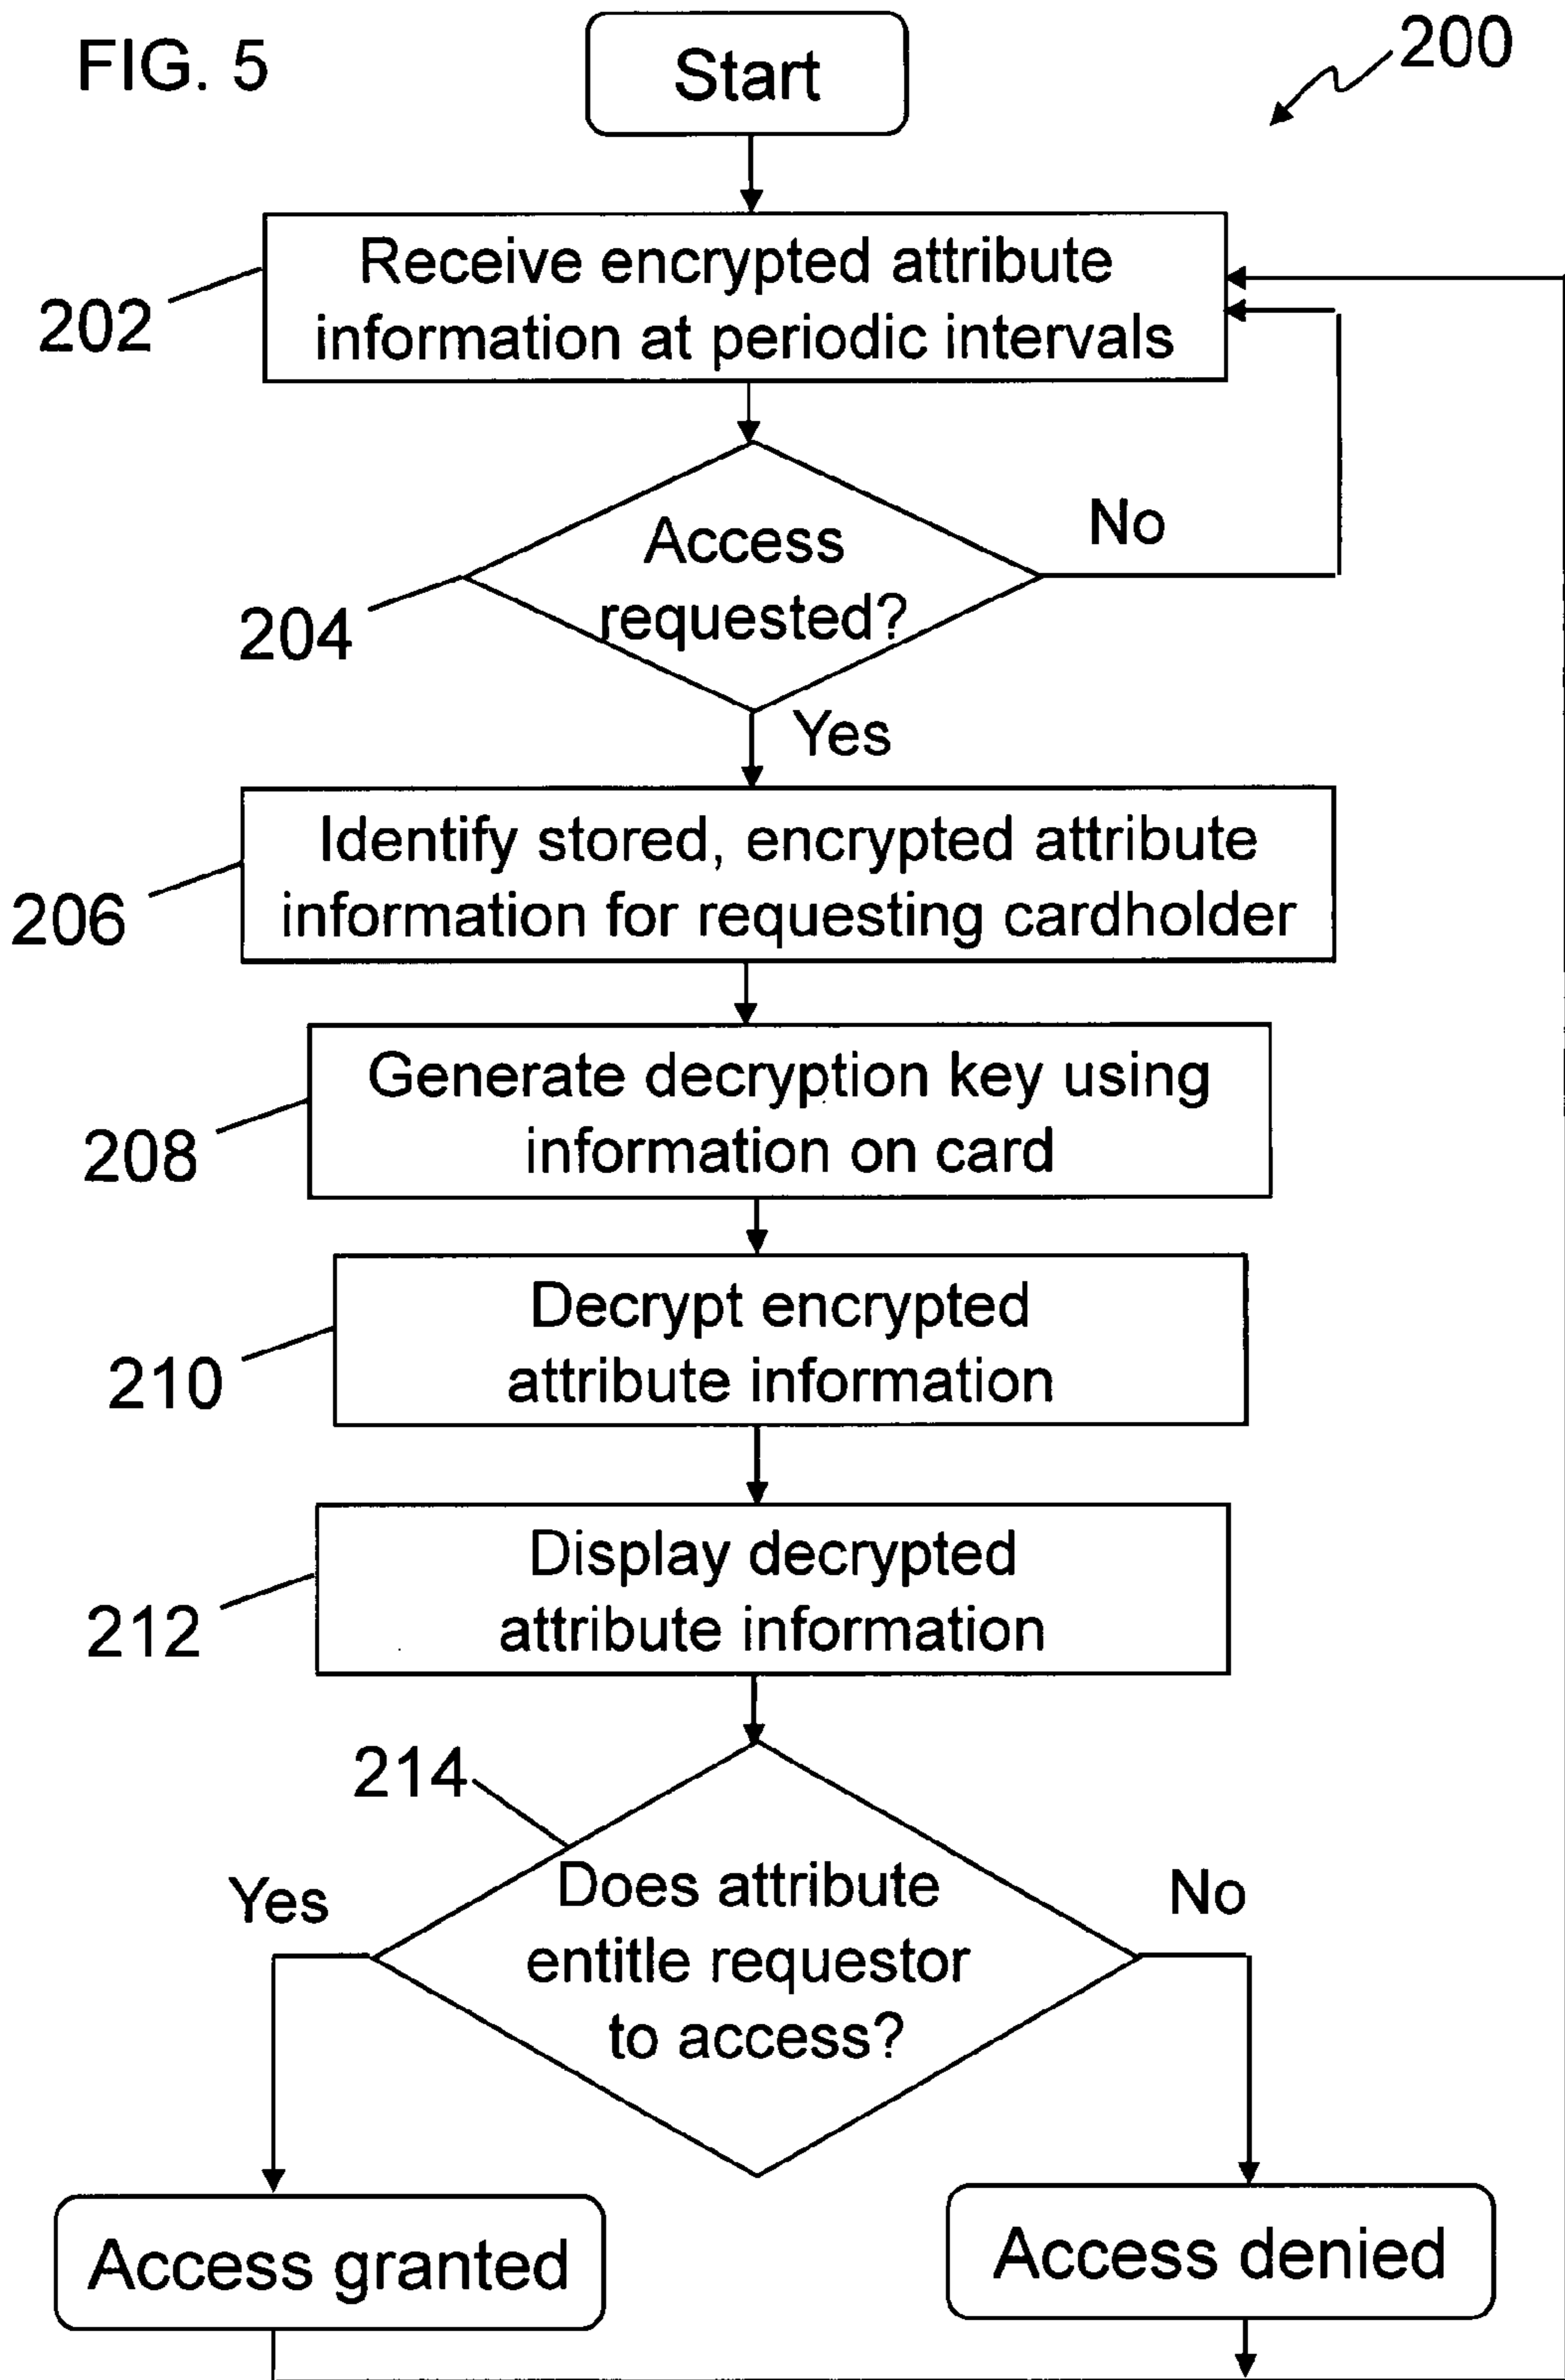 FIG. 5
Start
200
Receive encrypted attribute
information at periodic intervals
202
Access
requested?
No
204
Yes
Identify stored, encrypted attribute
information for requesting cardholder
206
Generate decryption key using
information on card
208
Decrypt encrypted
attribute information
210
Display decrypted
attribute information
212
214
Does attribute
entitle requestor
to access?
Yes
No
Access granted
Access denied